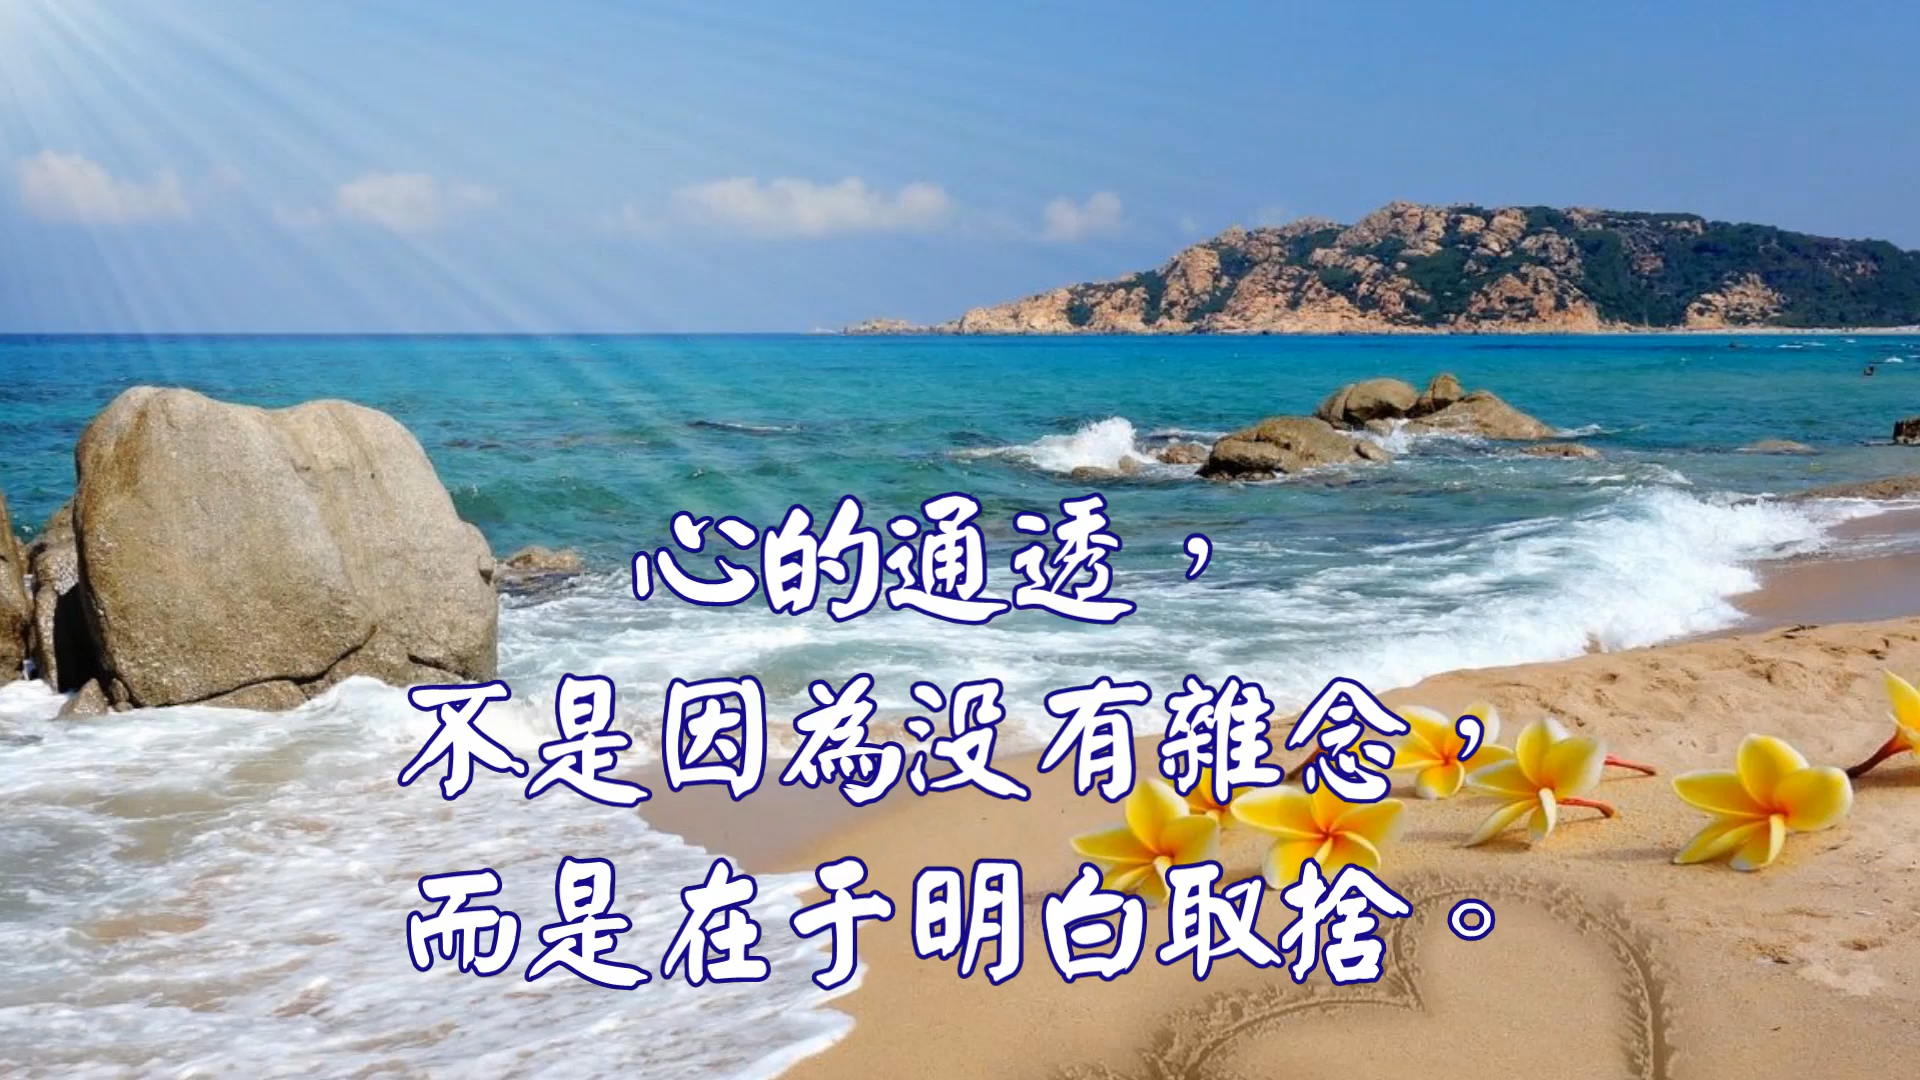 心的通透，
不是因為没有雜念，
而是在于明白取捨。